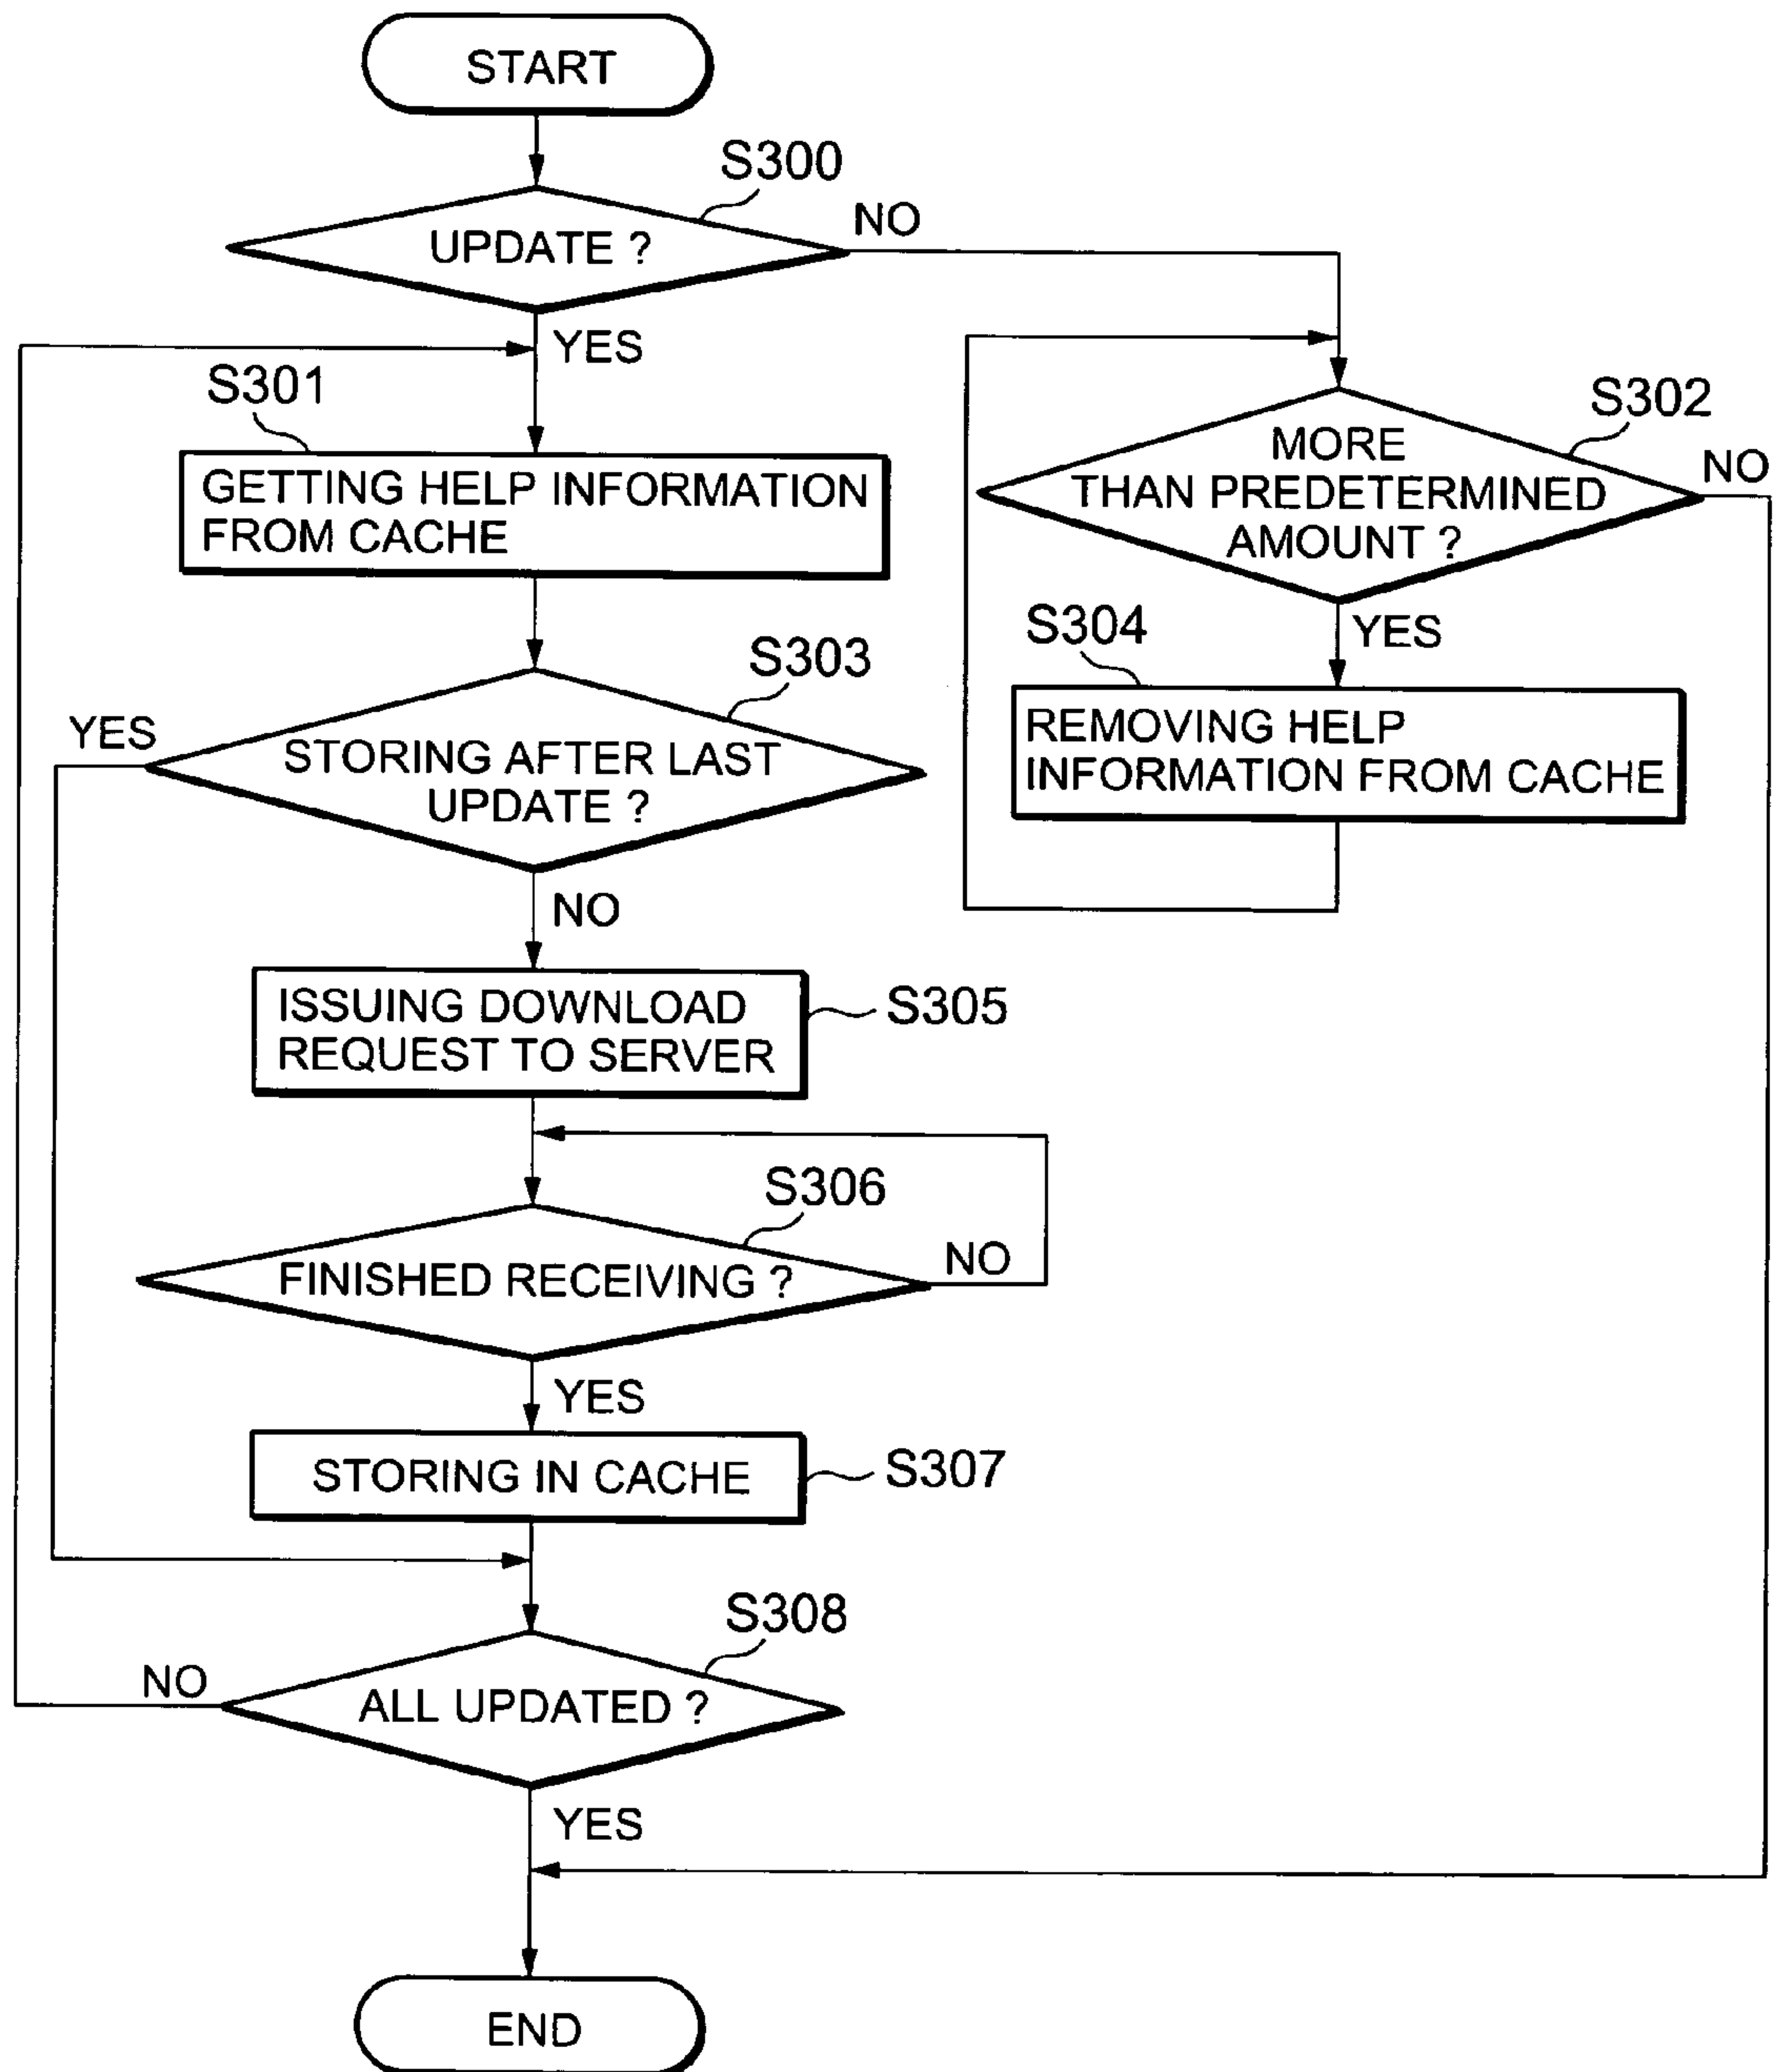 START
S300
UPDATE ?
NO
YES
S301
GETTING HELP INFORMATION
FROM CACHE
S302
MORE
THAN PREDETERMINED
AMOUNT ?
NO
YES
S304
REMOVING HELP
INFORMATION FROM CACHE
S303
YES
STORING AFTER LAST
UPDATE ?
NO
ISSUING DOWNLOAD
REQUEST TO SERVER
S305
S306
FINISHED RECEIVING ?
NO
YES
STORING IN CACHE
S307
S308
NO
ALL UPDATED ?
YES
END